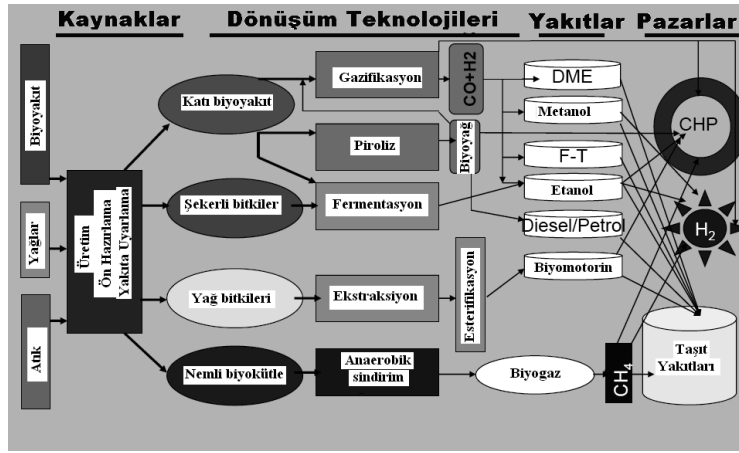 Kaynaklar
Dönüşüm Teknolojileri
Yakıtlar
Pazarlar
Biyoyakıt
Yağlar
Atık
Üretim
Ön Hazırlama
Yakıta Uyarlama
Katı biyoyakıt
Şekerli bitkiler
Yağ bitkileri
Nemli biyokütle
Gazifikasyon
Piroliz
Fermentasyon
Ekstraksiyon
Anaerobik
sindirim
CO+H2
Biyoyağ
Esterifikasyon
DME
Metanol
F-T
Etanol
Diesel/Petrol
Biyomotorin
Biyogaz
CH4
CHP
H2
Taşıt
Yakıtları